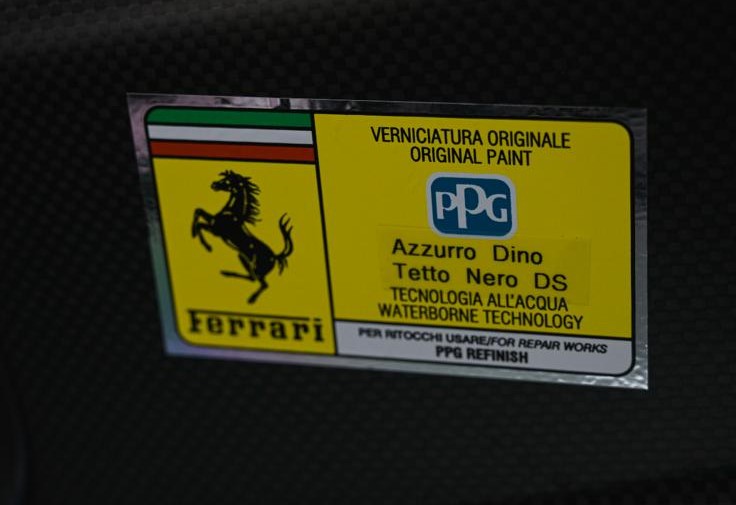 Ferrari
VERNICIATURA ORIGINALE
ORIGINAL PAINT
PPG
Azzurro Dino
Tetto Nero DS
TECNOLOGIA ALL'ACQUA
WATERBORNE TECHNOLOGY
PER RITOCCHI USARE/FOR REPAIR WORKS
PPG REFINISH